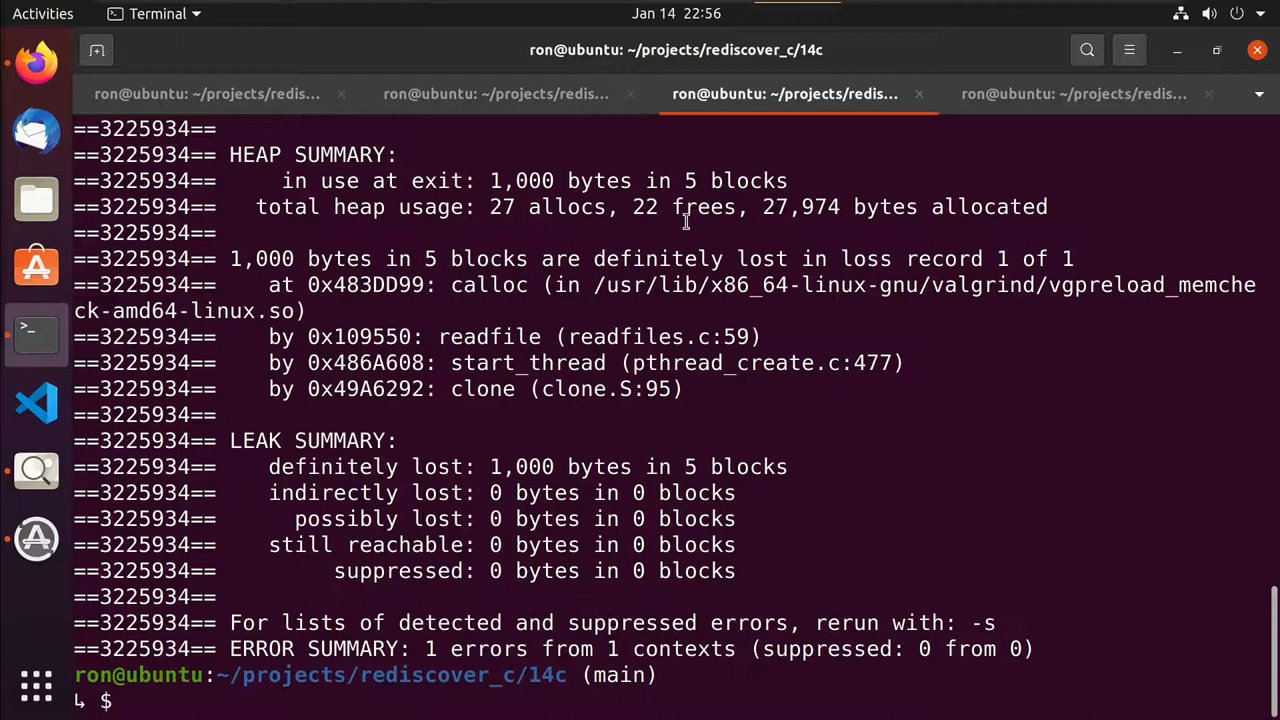 Activities
Terminal
Jan 14 22:56
ron@ubuntu: ~/projects/rediscover_c/14c
ron@ubuntu: ~/projects/redis...
ron@ubuntu: ~/projects/redis...
ron@ubuntu: ~/projects/redis...
ron@ubuntu: ~/projects/redis...
==3225934==
==3225934== HEAP SUMMARY:
==3225934==     in use at exit: 1,000 bytes in 5 blocks
==3225934==   total heap usage: 27 allocs, 22 frees, 27,974 bytes allocated
==3225934==
==3225934== 1,000 bytes in 5 blocks are definitely lost in loss record 1 of 1
==3225934==    at 0x483DD99: calloc (in /usr/lib/x86_64-linux-gnu/valgrind/vgpreload_memche
ck-amd64-linux.so)
==3225934==    by 0x109550: readfile (readfiles.c:59)
==3225934==    by 0x486A608: start_thread (pthread_create.c:477)
==3225934==    by 0x49A6292: clone (clone.S:95)
==3225934==
==3225934== LEAK SUMMARY:
==3225934==    definitely lost: 1,000 bytes in 5 blocks
==3225934==    indirectly lost: 0 bytes in 0 blocks
==3225934==      possibly lost: 0 bytes in 0 blocks
==3225934==    still reachable: 0 bytes in 0 blocks
==3225934==         suppressed: 0 bytes in 0 blocks
==3225934==
==3225934== For lists of detected and suppressed errors, rerun with: -s
==3225934== ERROR SUMMARY: 1 errors from 1 contexts (suppressed: 0 from 0)
ron@ubuntu:~/projects/rediscover_c/14c (main)
↳ $